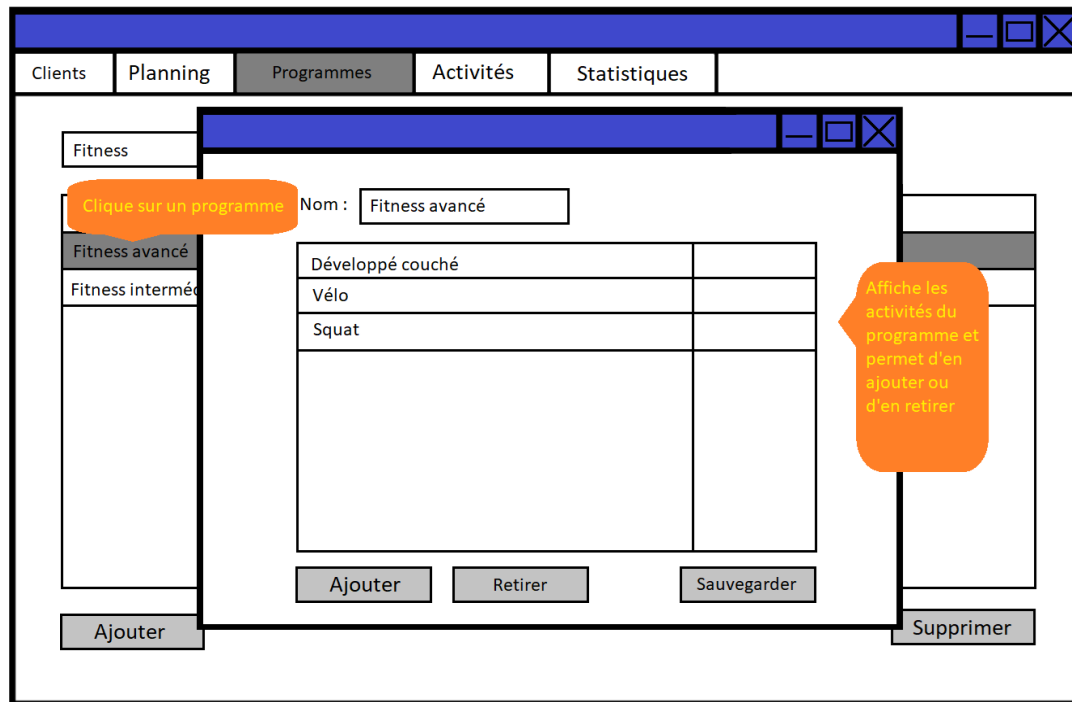 Clients
Planning
Programmes
Activités
Statistiques
Fitness
Clique sur un programme
Nom :
Fitness avancé
Fitness avancé
Fitness interméd
Développé couché
Vélo
Squat
Affiche les
activités du
programme et
permet d'en
ajouter ou
d'en retirer
Ajouter
Retirer
Sauvegarder
Ajouter
Supprimer